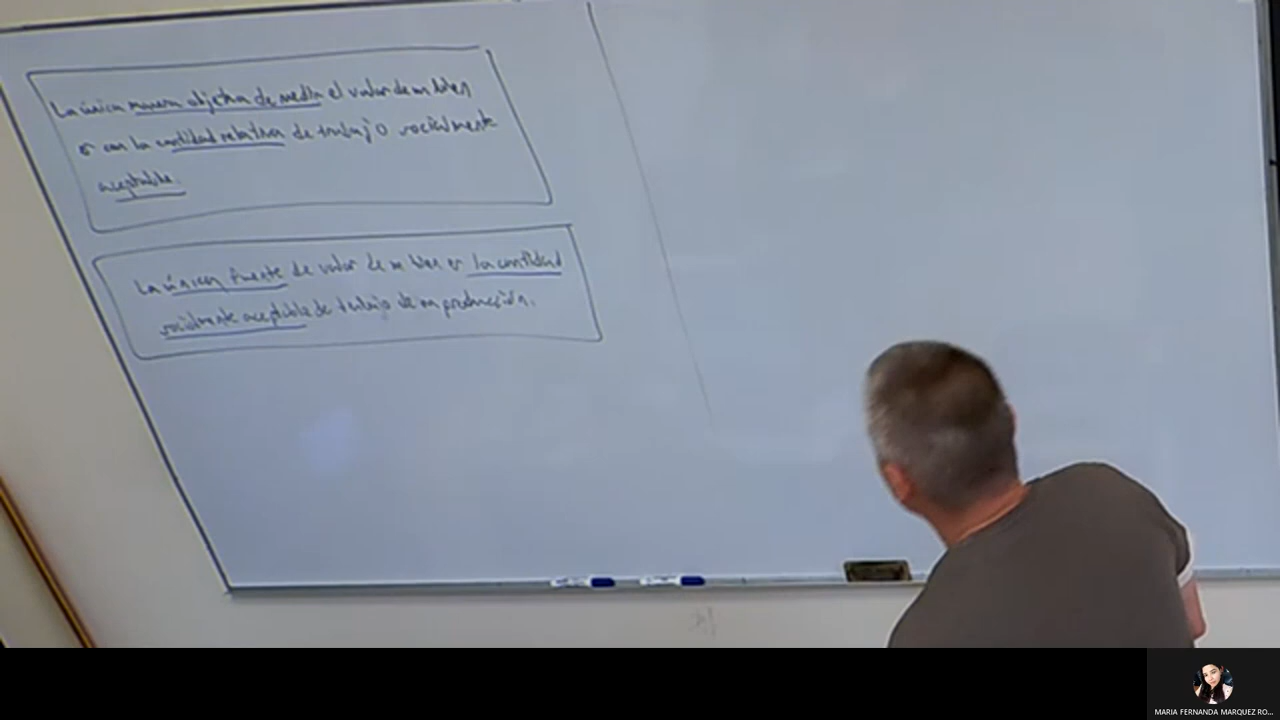 La única manera objetiva de medir el valor de un bien
es con la cantidad relativa de trabajo socialmente
aceptable.
La única fuente de valor de un bien es la cantidad
socialmente aceptable de trabajo de su producción.
MARIA FERNANDA MARQUEZ RO...